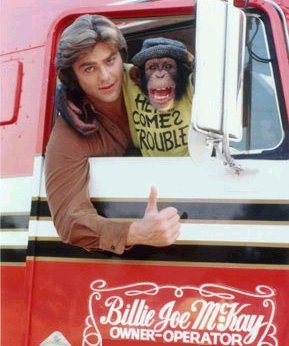 HERE
COMES
TROUBLE
Billie Joe McKay
OWNER-OPERATOR